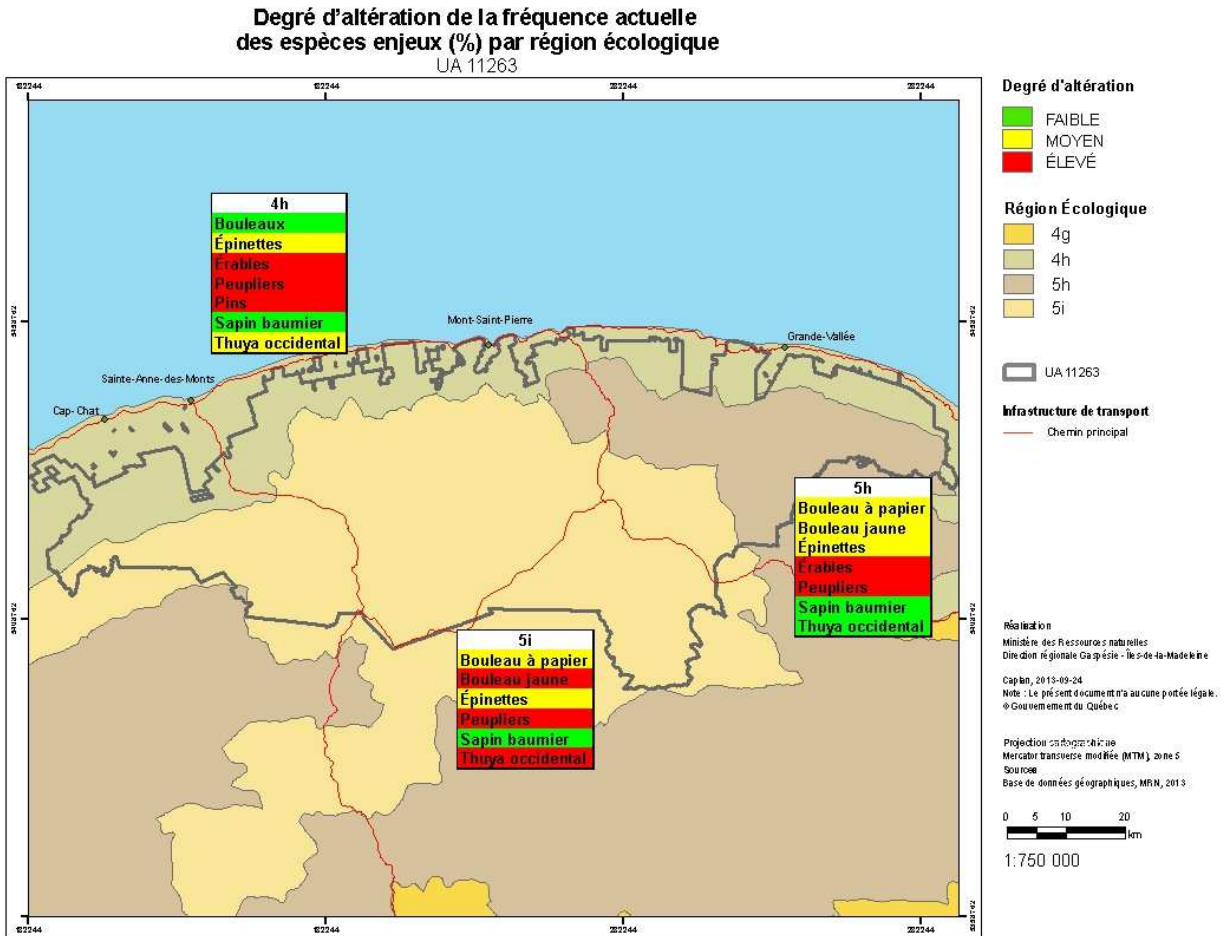 Degré d'altération de la fréquence actuelle
des espèces enjeux (%) par région écologique
UA 11263
4h
Bouleaux
Épinettes
Érables
Peupliers
Pins
Sapin baumier
Thuya occidental
Mont-Saint-Pierre
Grande-Vallée
Sainte-Anne-des-Monts
Cap-Chat
5h
Bouleau à papier
Bouleau jaune
Épinettes
Érables
Peupliers
Sapin baumier
Thuya occidental
5i
Bouleau à papier
Bouleau jaune
Épinettes
Peupliers
Sapin baumier
Thuya occidental
Degré d'altération
FAIBLE
MOYEN
ÉLEVÉ
Région Écologique
4g
4h
5h
5i
UA 11263
Infrastructure de transport
Chemin principal
Réalisation
Ministère des Ressources naturelles
Direction régionale Gaspésie - Îles-de-la-Madeleine
Caplan, 2013-09-24
Note : Le présent document n'a aucune portée légale.
© Gouvernement du Québec
Projection cartographique
Mercator transverse modifiée (MTM), zone 5
Sources
Base de données géographiques, MRN, 2013
0 5 10 20
km
1:750 000